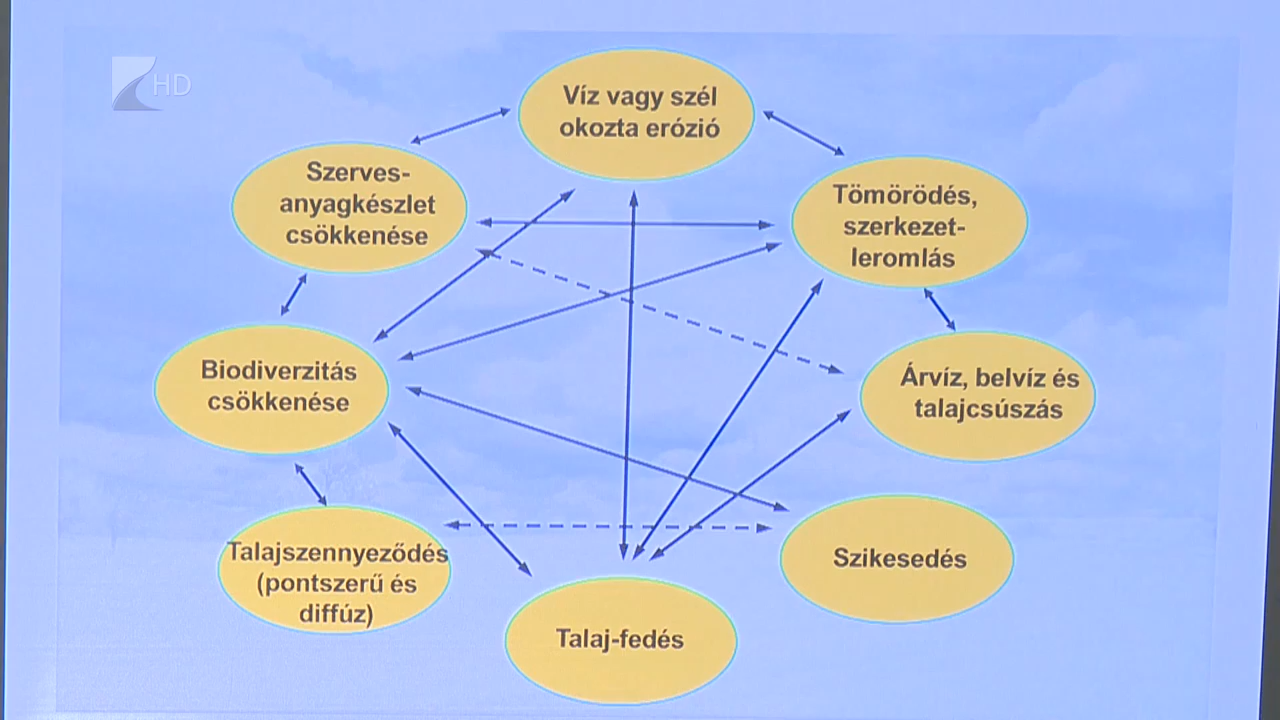 HD
Víz vagy szél
okozta erózió
Szerves-
anyagkészlet
csökkenése
Tömörödés,
szerkezet-
leromlás
Biodiverzitás
csökkenése
Árvíz, belvíz és
talajcsúszás
Talajszennyeződés
(pontszerű és
diffúz)
Szikesedés
Talaj-fedés